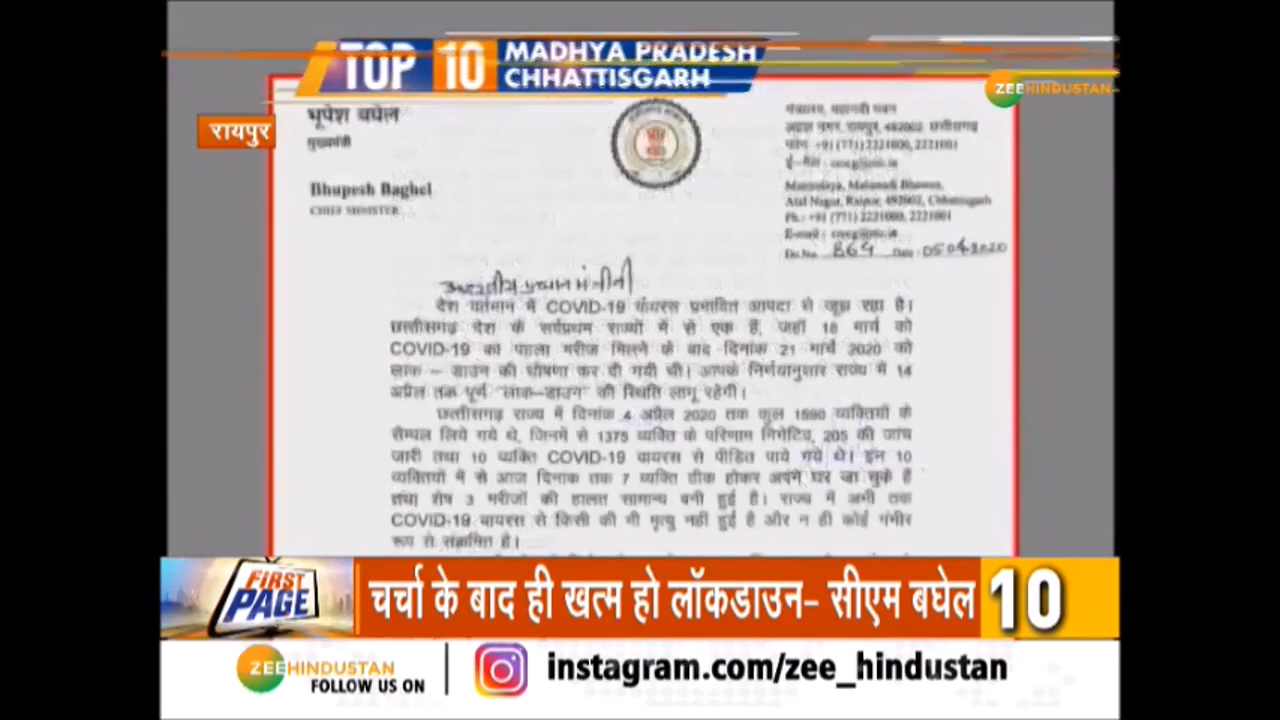 TOP 10 MADHYA PRADESH
CHHATTISGARH
ZEE HINDUSTAN
रायपुर
भूपेश बघेल
मुख्यमंत्री
Bhupesh Baghel
CHIEF MINISTER
मंत्रालय, महानदी भवन
अटल नगर, रायपुर, 492002, छत्तीसगढ़
फोन: +91 (771) 2221000, 2221001
ई-मेल :
Mantralaya, Mahanadi Bhawan,
Atal Nagar, Raipur, 492002, Chhattisgarh
Ph.: +91 (771) 2221000, 2221001
E-mail :
Do.No. 864 Date : 05.04.2020
देश वर्तमान में COVID-19 वायरस प्रभावित आपदा से जूझ रहा है।
छत्तीसगढ़ देश के सर्वप्रथम राज्यों में से एक है, जहाँ 18 मार्च को
COVID-19 का पहला मरीज मिलने के बाद दिनांक 21 मार्च 2020 को
लाक – डाउन की घोषणा कर दी गयी थी। आपके निर्णयानुशार राज्य में 14
अप्रैल तक पूर्ण "लाक-डाउन" की स्थिति लागू रहेगी।
छत्तीसगढ़ राज्य में दिनांक 4 अप्रैल 2020 तक कुल 1590 व्यक्तियों के
सैम्पल लिये गये थे, जिनमें से 1375 व्यक्ति के परिणाम निगेटिव, 205 की जांच
जारी तथा 10 व्यक्ति COVID-19 वायरस से पीडित पाये गये थे। इन 10
व्यक्तियों में से आज दिनांक तक 7 व्यक्ति ठीक होकर अपने घर जा चुके हैं
तथा शेष 3 मरीजों की हालत सामान्य बनी हुई है। राज्य में अभी तक
COVID-19 वायरस से किसी की भी मृत्यु नहीं हुई है और न ही कोई गंभीर
रूप से संक्रमित है।
FIRST
PAGE
चर्चा के बाद ही खत्म हो लॉकडाउन– सीएम बघेल
10
ZEE HINDUSTAN
FOLLOW US ON
instagram.com/zee_hindustan